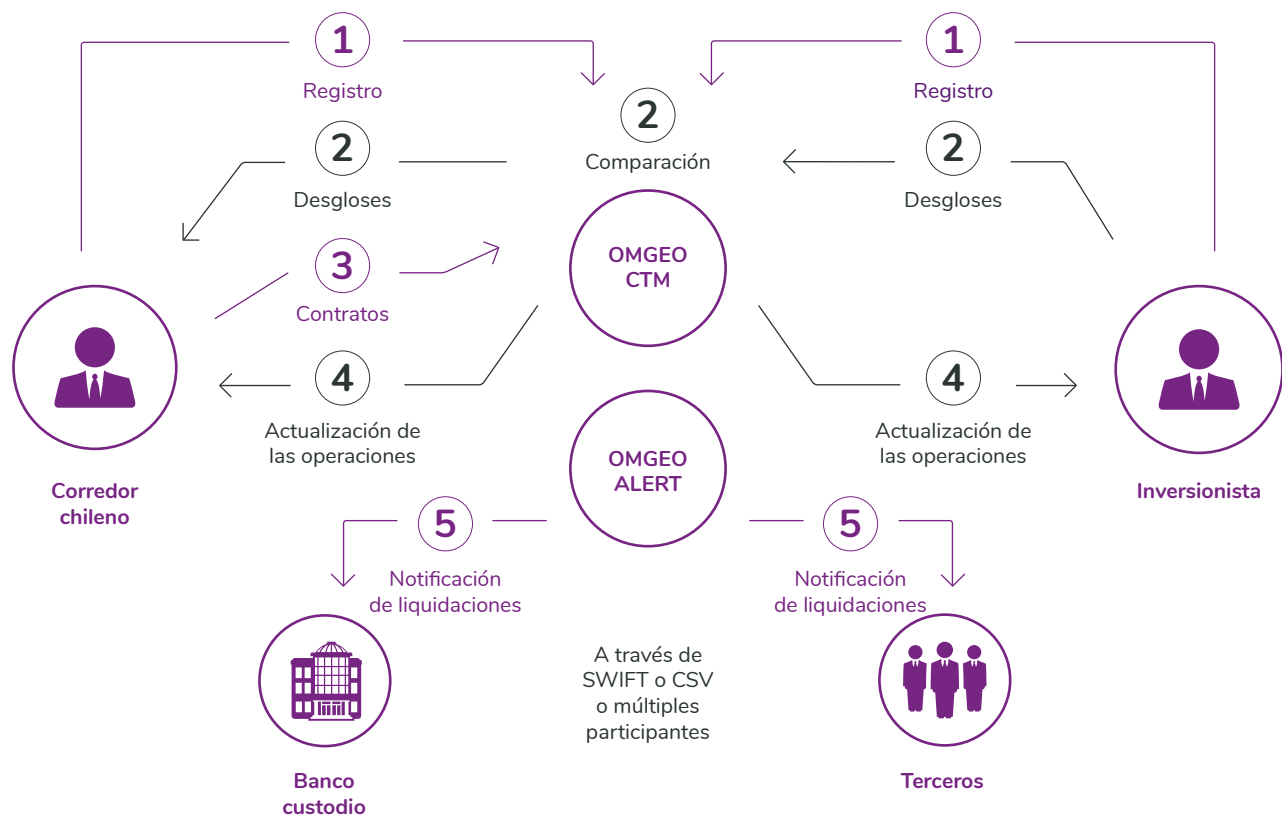 1
Registro
1
Registro
2
Comparación
2
Desgloses
2
Desgloses
OMGEO
CTM
3
Contratos
4
Actualización de
las operaciones
4
Actualización de
las operaciones
OMGEO
ALERT
Corredor
chileno
Inversionista
5
Notificación
de liquidaciones
5
Notificación
de liquidaciones
A través de
SWIFT o CSV
o múltiples
participantes
Banco
custodio
Terceros